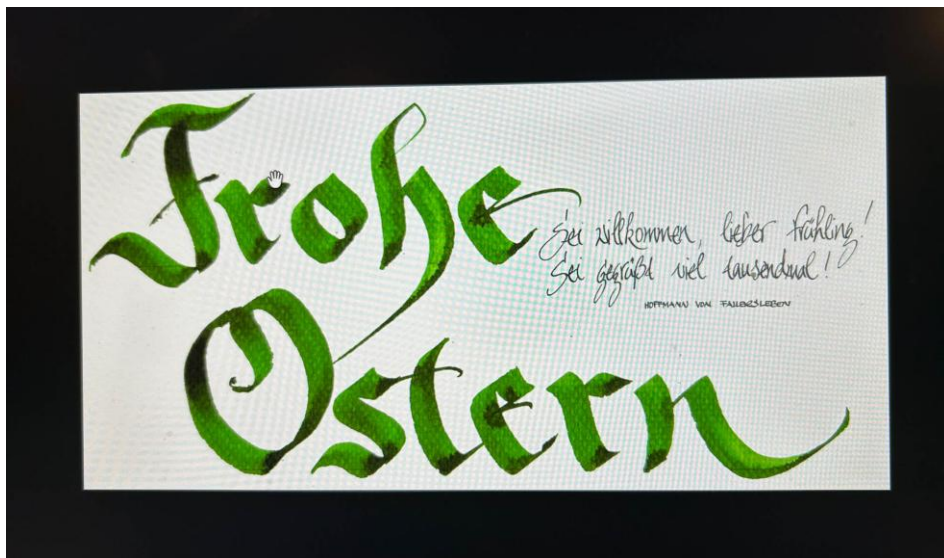 Frohe
Sei willkommen, lieber Frühling!
Sei gegrüßt viel tausendmal!
HOFFMANN VON FALLERSLEBEN
Ostern